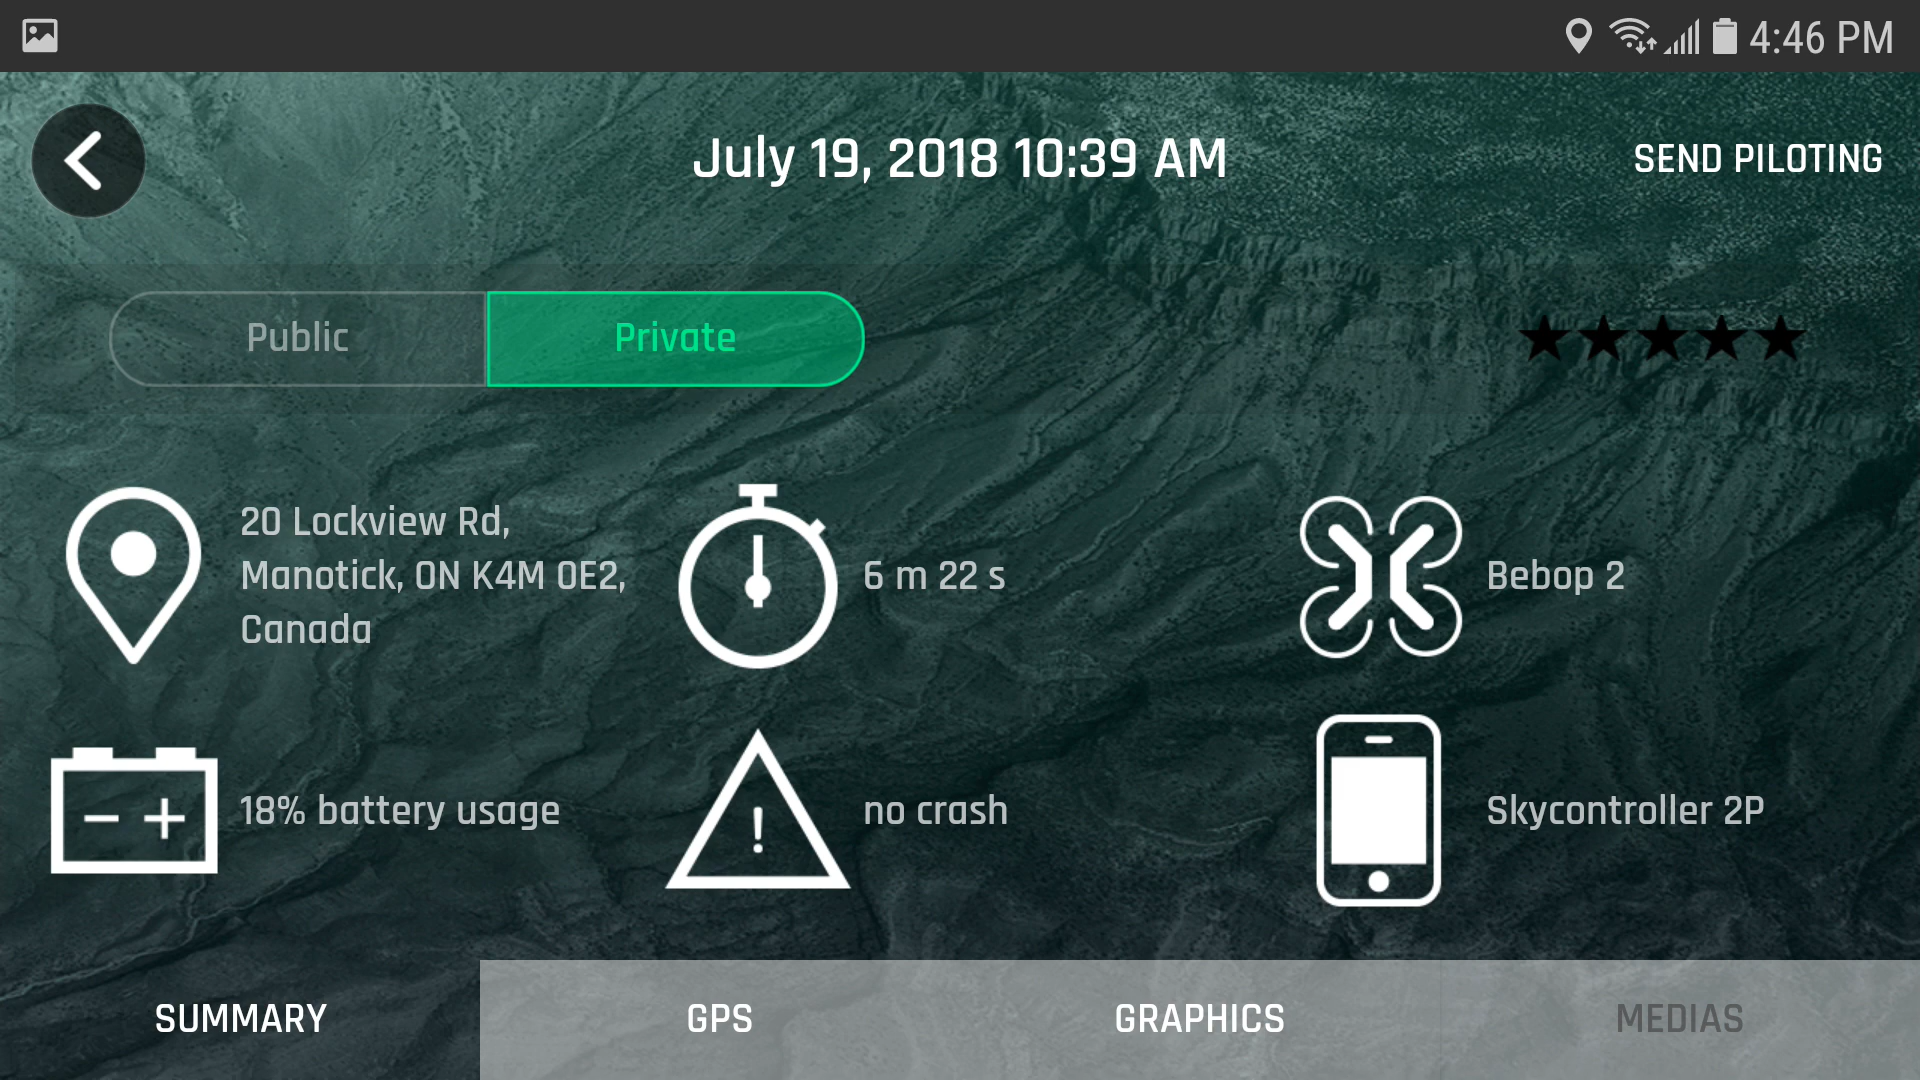 4:46 PM
July 19, 2018 10:39 AM
SEND PILOTING
Public
Private
20 Lockview Rd,
Manotick, ON K4M 0E2,
Canada
6 m 22 s
Bebop 2
18% battery usage
no crash
Skycontroller 2P
SUMMARY
GPS
GRAPHICS
MEDIAS